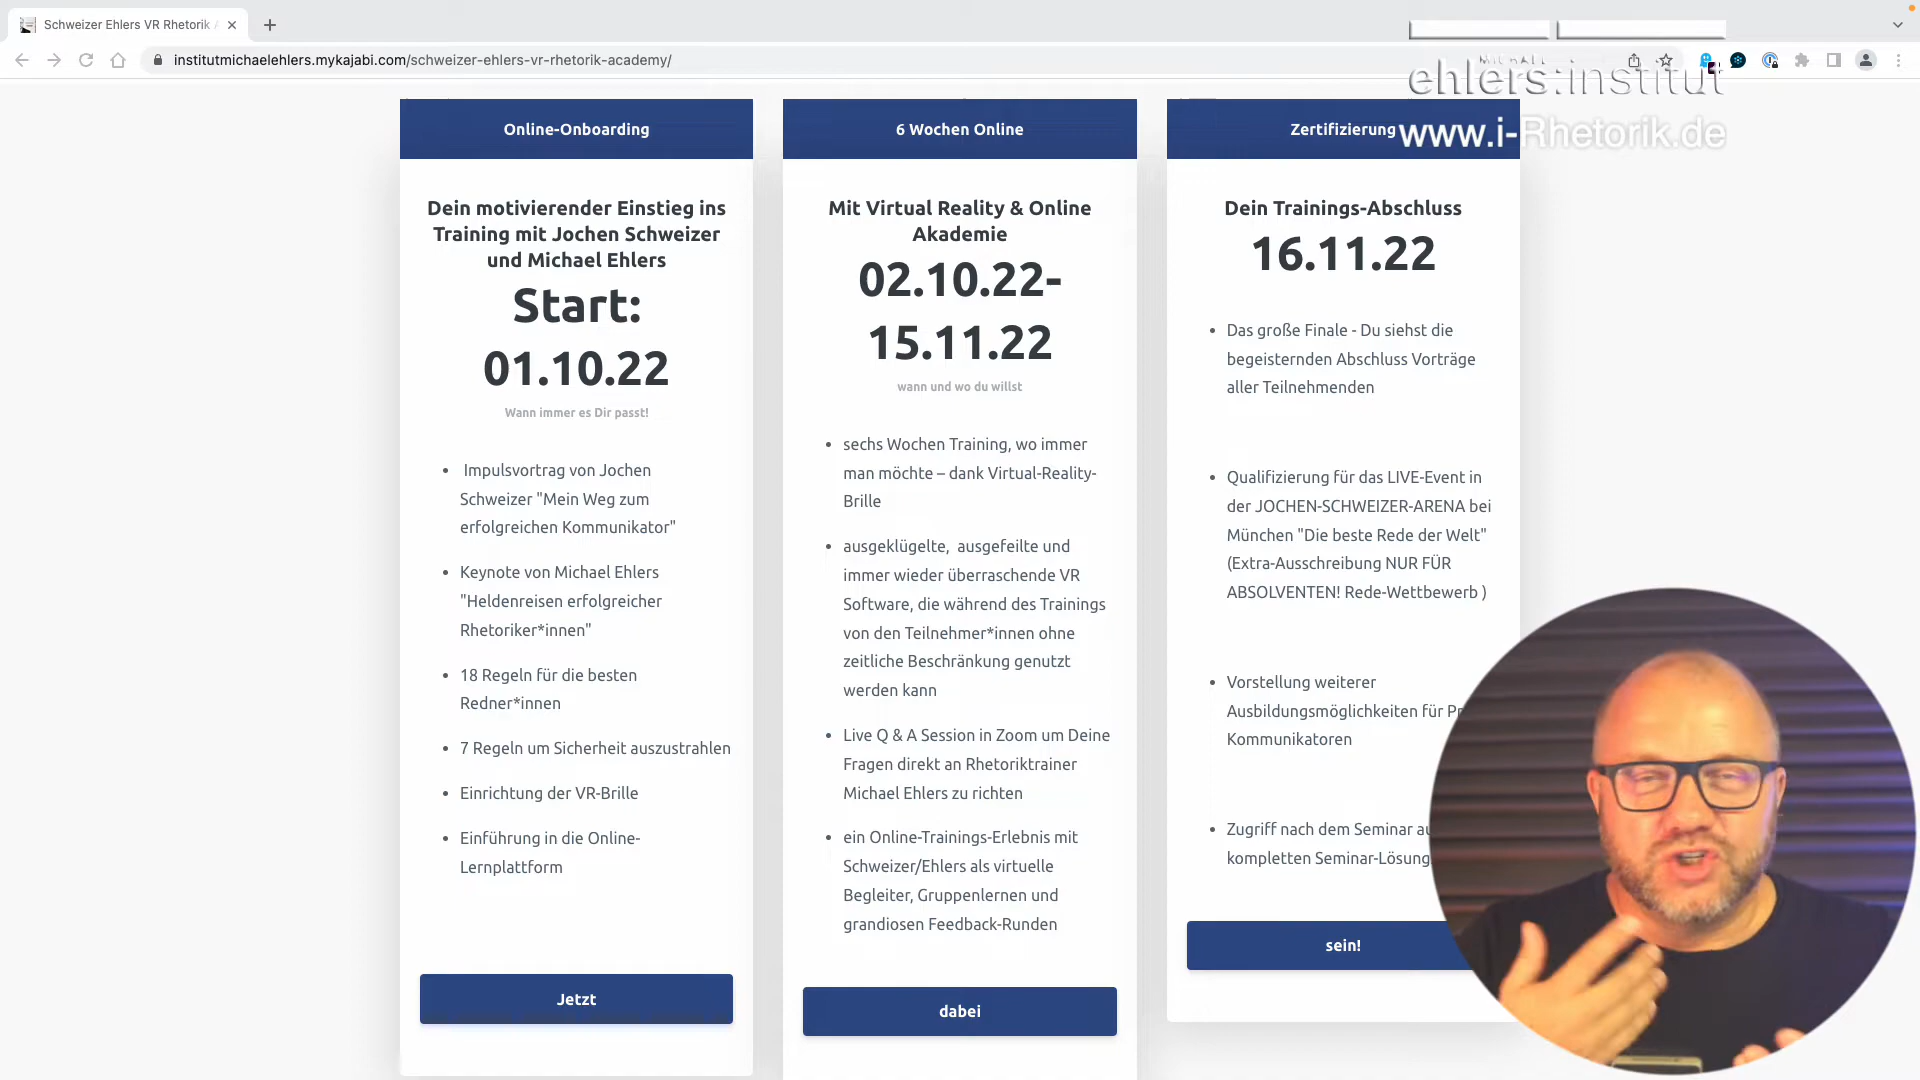 Schweizer Ehlers VR Rhetorik
institutmichaelehlers.mykajabi.com/schweizer-ehlers-vr-rhetorik-academy/
ehlers:institut
www.i-Rhetorik.de
Online-Onboarding
Dein motivierender Einstieg ins
Training mit Jochen Schweizer
und Michael Ehlers
Start:
01.10.22
Wann immer es Dir passt!
Impulsvortrag von Jochen
Schweizer "Mein Weg zum
erfolgreichen Kommunikator"
Keynote von Michael Ehlers
"Heldenreisen erfolgreicher
Rhetoriker*innen"
18 Regeln für die besten
Redner*innen
7 Regeln um Sicherheit auszustrahlen
Einrichtung der VR-Brille
Einführung in die Online-
Lernplattform
Jetzt
6 Wochen Online
Mit Virtual Reality & Online
Akademie
02.10.22-
15.11.22
wann und wo du willst
sechs Wochen Training, wo immer
man möchte – dank Virtual-Reality-
Brille
ausgeklügelte, ausgefeilte und
immer wieder überraschende VR
Software, die während des Trainings
von den Teilnehmer*innen ohne
zeitliche Beschränkung genutzt
werden kann
Live Q & A Session in Zoom um Deine
Fragen direkt an Rhetoriktrainer
Michael Ehlers zu richten
ein Online-Trainings-Erlebnis mit
Schweizer/Ehlers als virtuelle
Begleiter, Gruppenlernen und
grandiosen Feedback-Runden
dabei
Zertifizierung
Dein Trainings-Abschluss
16.11.22
Das große Finale - Du siehst die
begeisternden Abschluss Vorträge
aller Teilnehmenden
Qualifizierung für das LIVE-Event in
der JOCHEN-SCHWEIZER-ARENA bei
München "Die beste Rede der Welt"
(Extra-Ausschreibung NUR FÜR
ABSOLVENTEN! Rede-Wettbewerb )
Vorstellung weiterer
Ausbildungsmöglichkeiten für
Kommunikatoren
Zugriff nach dem Seminar
kompletten Seminar-Lösung
sein!